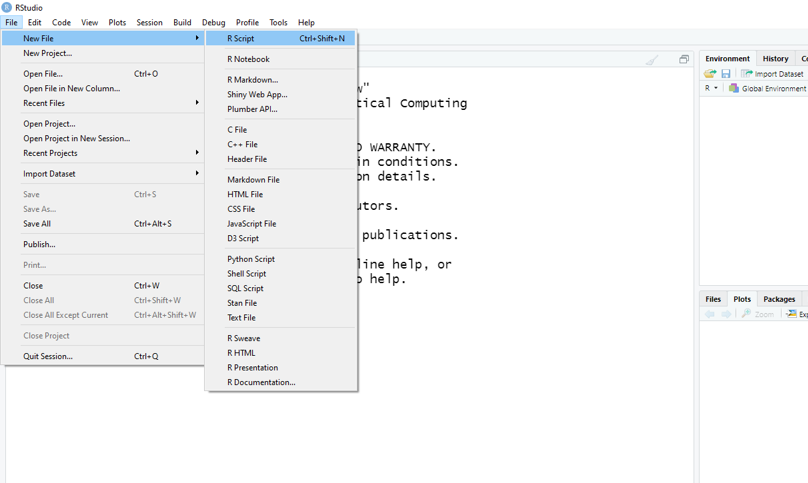 RStudio
File Edit Code View Plots Session Build Debug Profile Tools Help
New File
New Project...
Open File... Ctrl+O
Open File in New Column...
Recent Files
Open Project...
Open Project in New Session...
Recent Projects
Import Dataset
Save Ctrl+S
Save As...
Save All Ctrl+Alt+S
Publish...
Print...
Close Ctrl+W
Close All Ctrl+Shift+W
Close All Except Current Ctrl+Alt+Shift+W
Close Project
Quit Session... Ctrl+Q
R Script Ctrl+Shift+N
R Notebook
R Markdown...
Shiny Web App...
Plumber API...
C File
C++ File
Header File
Markdown File
HTML File
CSS File
JavaScript File
D3 Script
Python Script
Shell Script
SQL Script
Stan File
Text File
R Sweave
R HTML
R Presentation
R Documentation...
tical Computing
WARRANTY.
in conditions.
on details.
utors.
publications.
line help, or
help.
Environment History
Import Dataset
R Global Environment
Files Plots Packages
Zoom